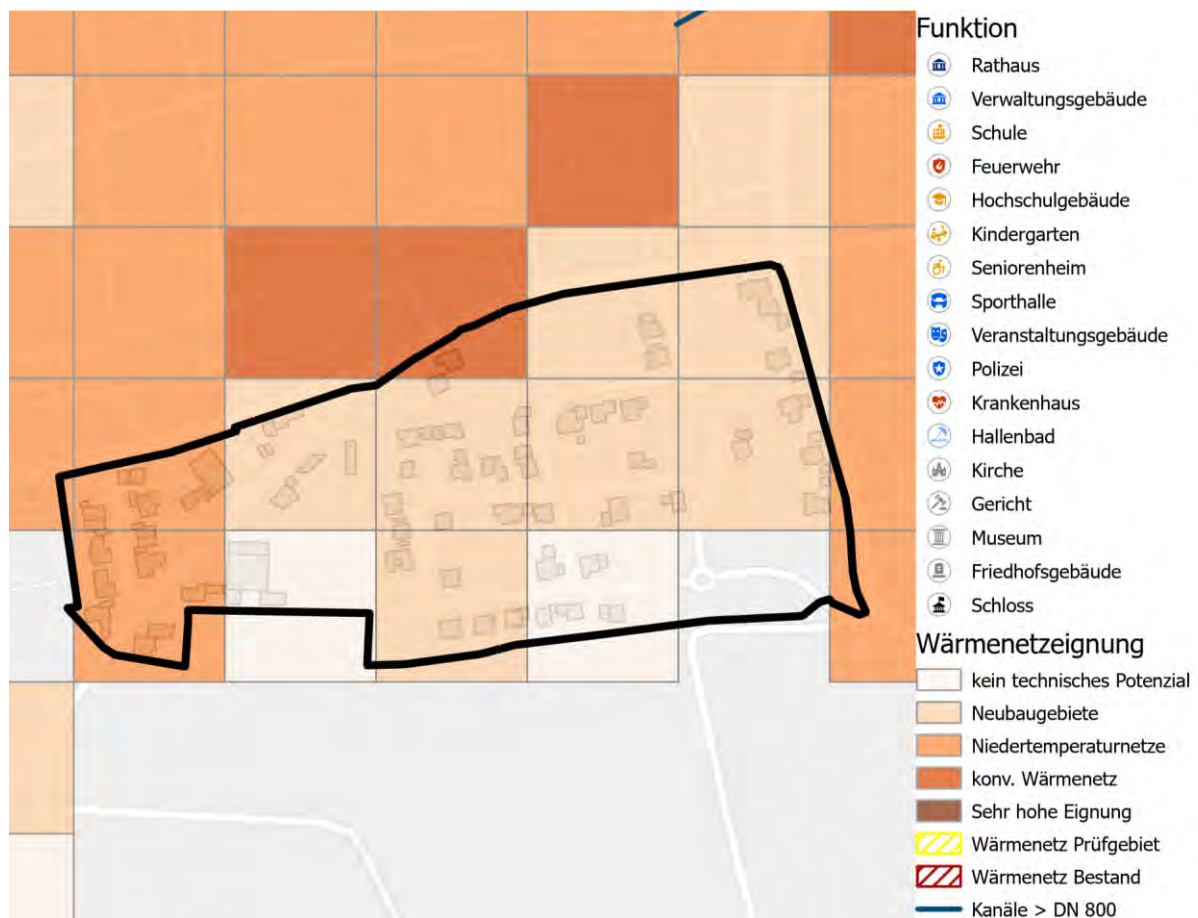 Funktion
Rathaus
Verwaltungsgebäude
Schule
Feuerwehr
Hochschulgebäude
Kindergarten
Seniorenheim
Sporthalle
Veranstaltungsgebäude
Polizei
Krankenhaus
Hallenbad
Kirche
Gericht
Museum
Friedhofsgebäude
Schloss
Wärmenetzeignung
kein technisches Potenzial
Neubaugebiete
Niedertemperaturnetze
konv. Wärmenetz
Sehr hohe Eignung
Wärmenetz Prüfgebiet
Wärmenetz Bestand
Kanäle > DN 800